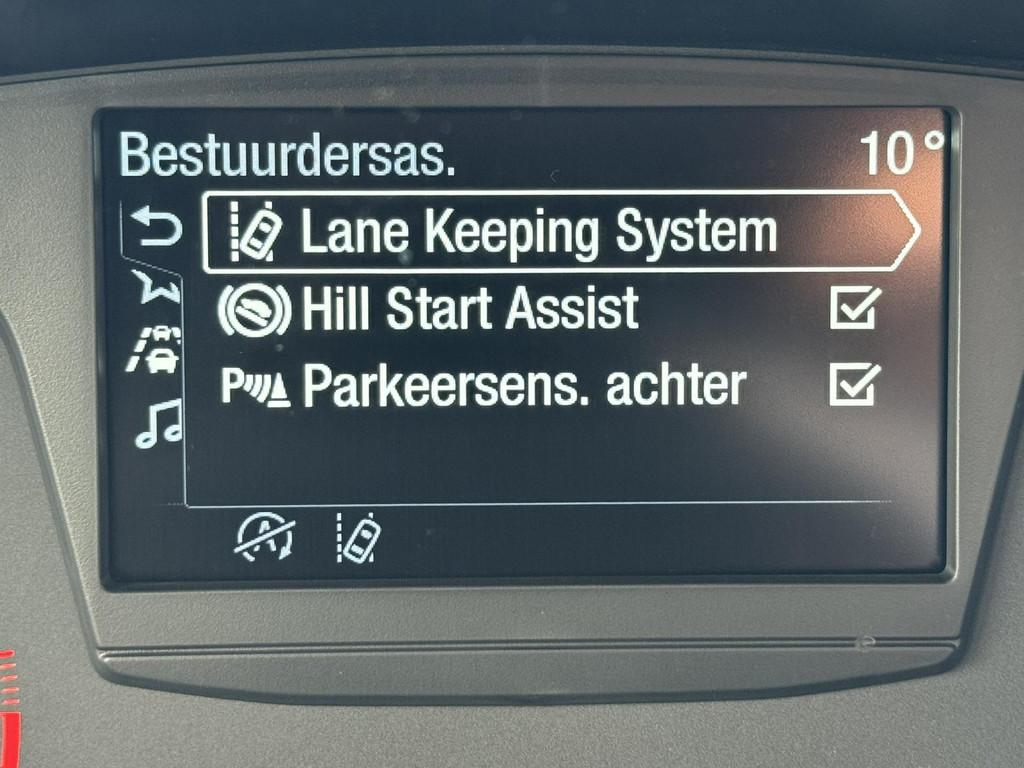 Bestuurdersas. 10°
Lane Keeping System
Hill Start Assist
P Parkeersens. achter
A